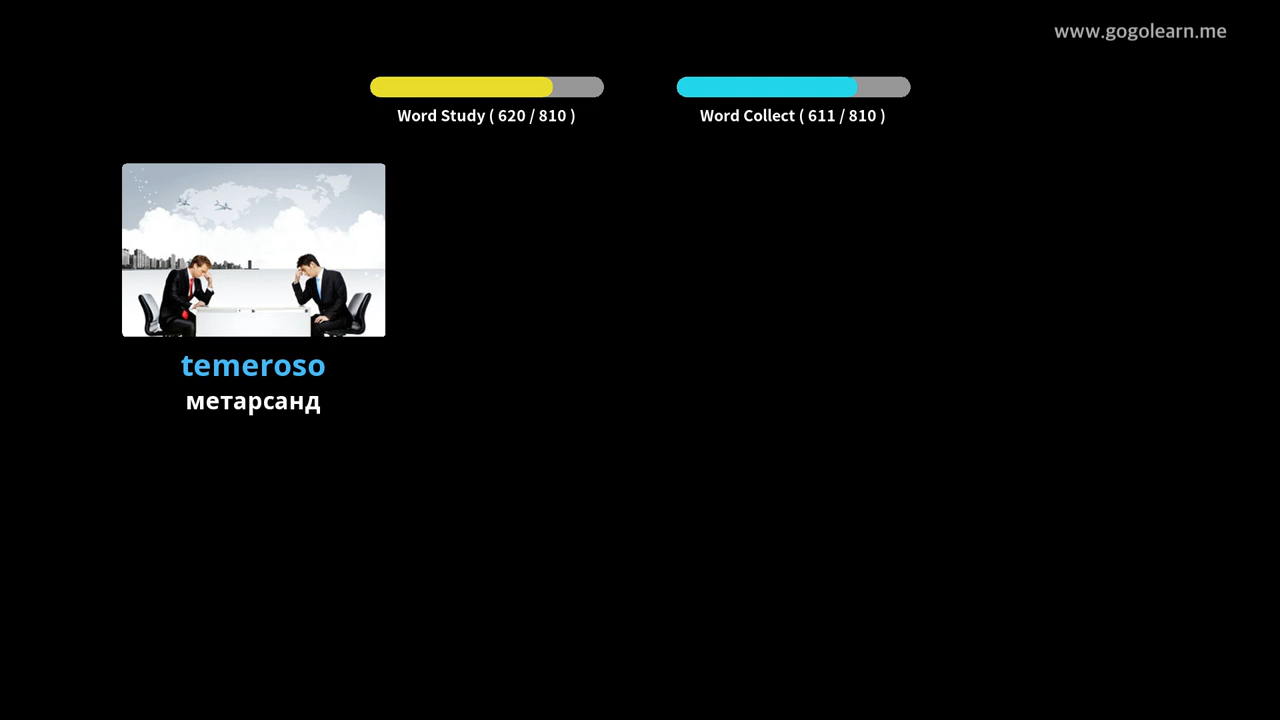 www.gogolearn.me
Word Study ( 620 / 810 )
Word Collect ( 611 / 810 )
temeroso
метарсанд